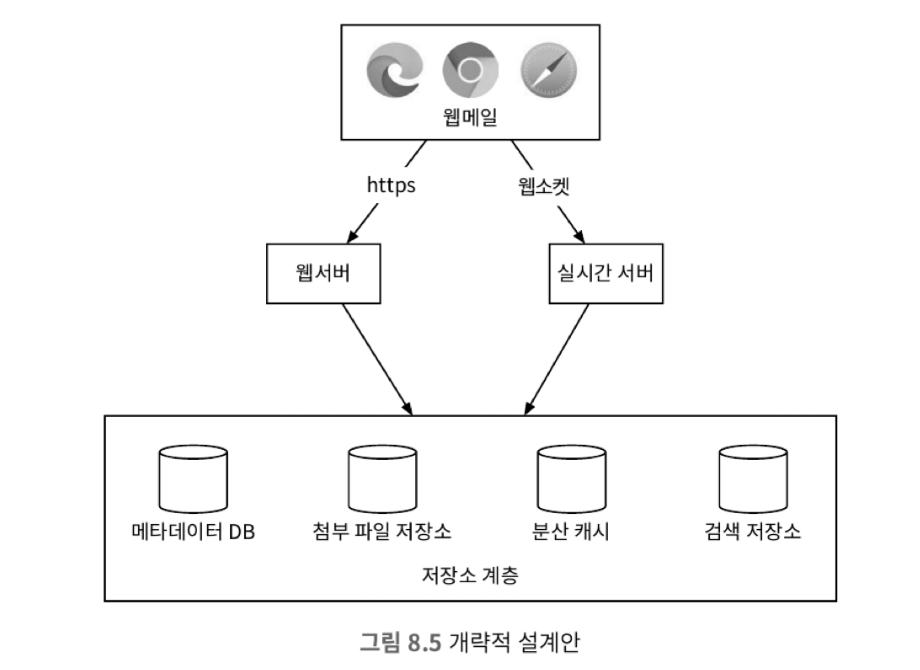 웹메일
https
웹소켓
웹서버
실시간 서버
메타데이터 DB
첨부 파일 저장소
분산 캐시
검색 저장소
저장소 계층
그림 8.5 개략적 설계안